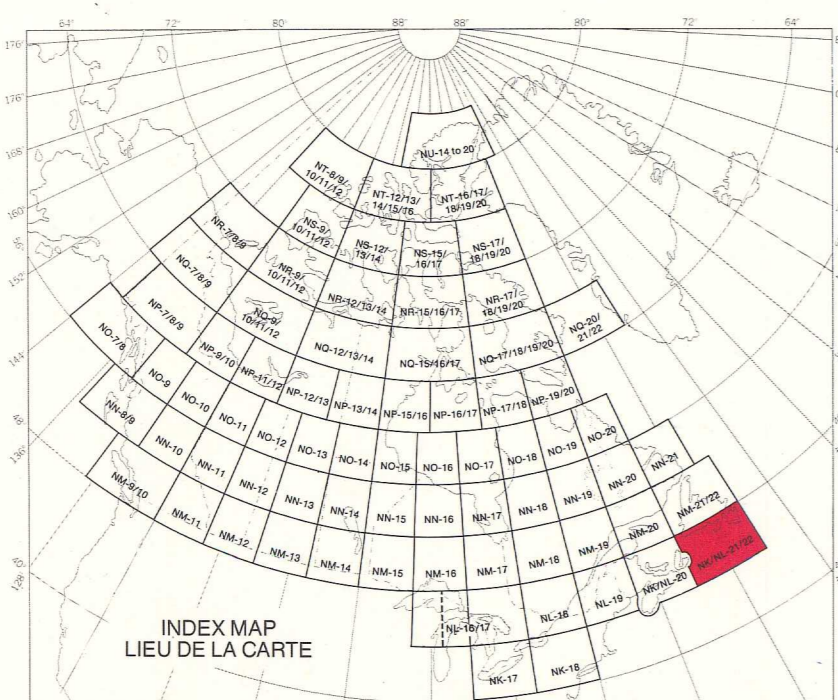 64°
72°
80°
88°
88°
80°
72°
64°
176°
176°
168°
160°
152°
144°
136°
128°
NU-14 to 20
NT-8/9/
10/11/12
NT-12/13/
14/15/16
NT-16/17/
18/19/20
NS-9/
10/11/12
NS-12/
13/14
NS-15/
16/17
NS-17/
18/19/20
NR-7/8/9
NR-9/
10/11/12
NR-12/13/14
NR-15/16/17
NR-17/
18/19/20
NQ-7/8/9
NQ-9/
10/11/12
NQ-12/13/14
NQ-15/16/17
NQ-17/18/19/20
NQ-20/
21/22
NP-7/8/9
NP-9/10
NP-11/12
NP-12/13
NP-13/14
NP-15/16
NP-16/17
NP-17/18
NP-19/20
NO-7/8
NO-9
NO-10
NO-11
NO-12
NO-13
NO-14
NO-15
NO-16
NO-17
NO-18
NO-19
NO-20
NN-8/9
NN-10
NN-11
NN-12
NN-13
NN-14
NN-15
NN-16
NN-17
NN-18
NN-19
NN-20
NN-21
NM-9/10
NM-11
NM-12
NM-13
NM-14
NM-15
NM-16
NM-17
NM-18
NM-19
NM-20
NM-21/22
NL-16/17
NL-18
NL-19
NK/NL-20
NK/NL-21/22
NK-17
NK-18
INDEX MAP
LIEU DE LA CARTE